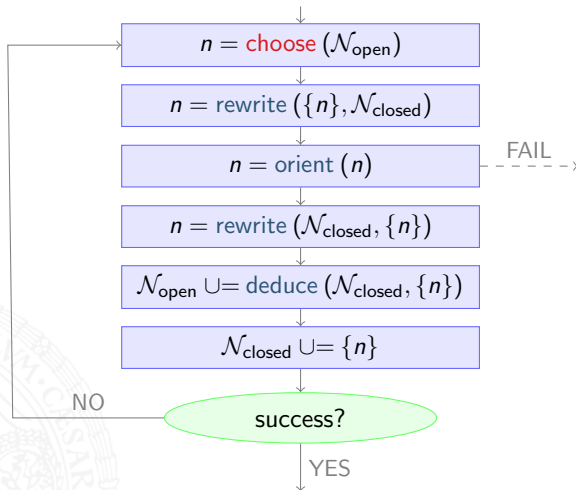 n = choose (𝒩open)
n = rewrite ({n}, 𝒩closed)
FAIL
n = orient (n)
n = rewrite (𝒩closed, {n})
𝒩open ∪= deduce (𝒩closed, {n})
𝒩closed ∪= {n}
NO
success?
YES